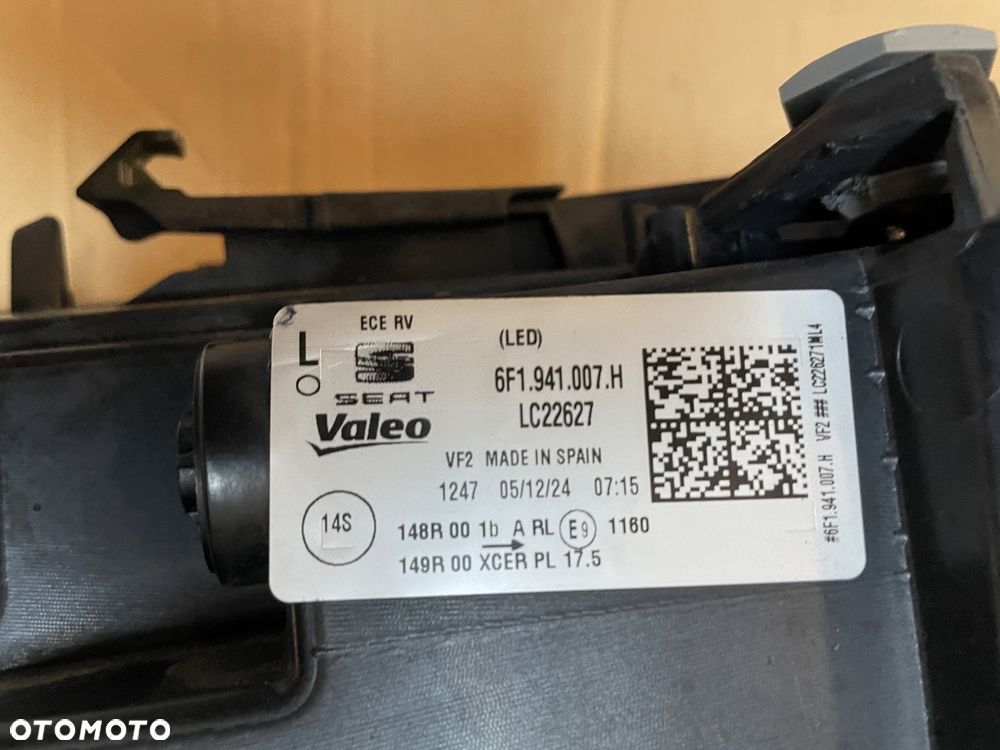 ECE RV
L
(LED)
SEAT
6F1.941.007.H
Valeo
LC22627
VF2 MADE IN SPAIN
1247 05/12/24 07:15
14S
148R 00 1b A RL E9 1160
149R 00 XCER PL 17.5
#6F1.941.007.H VF2 ### LC226271ML4
OTOMOTO